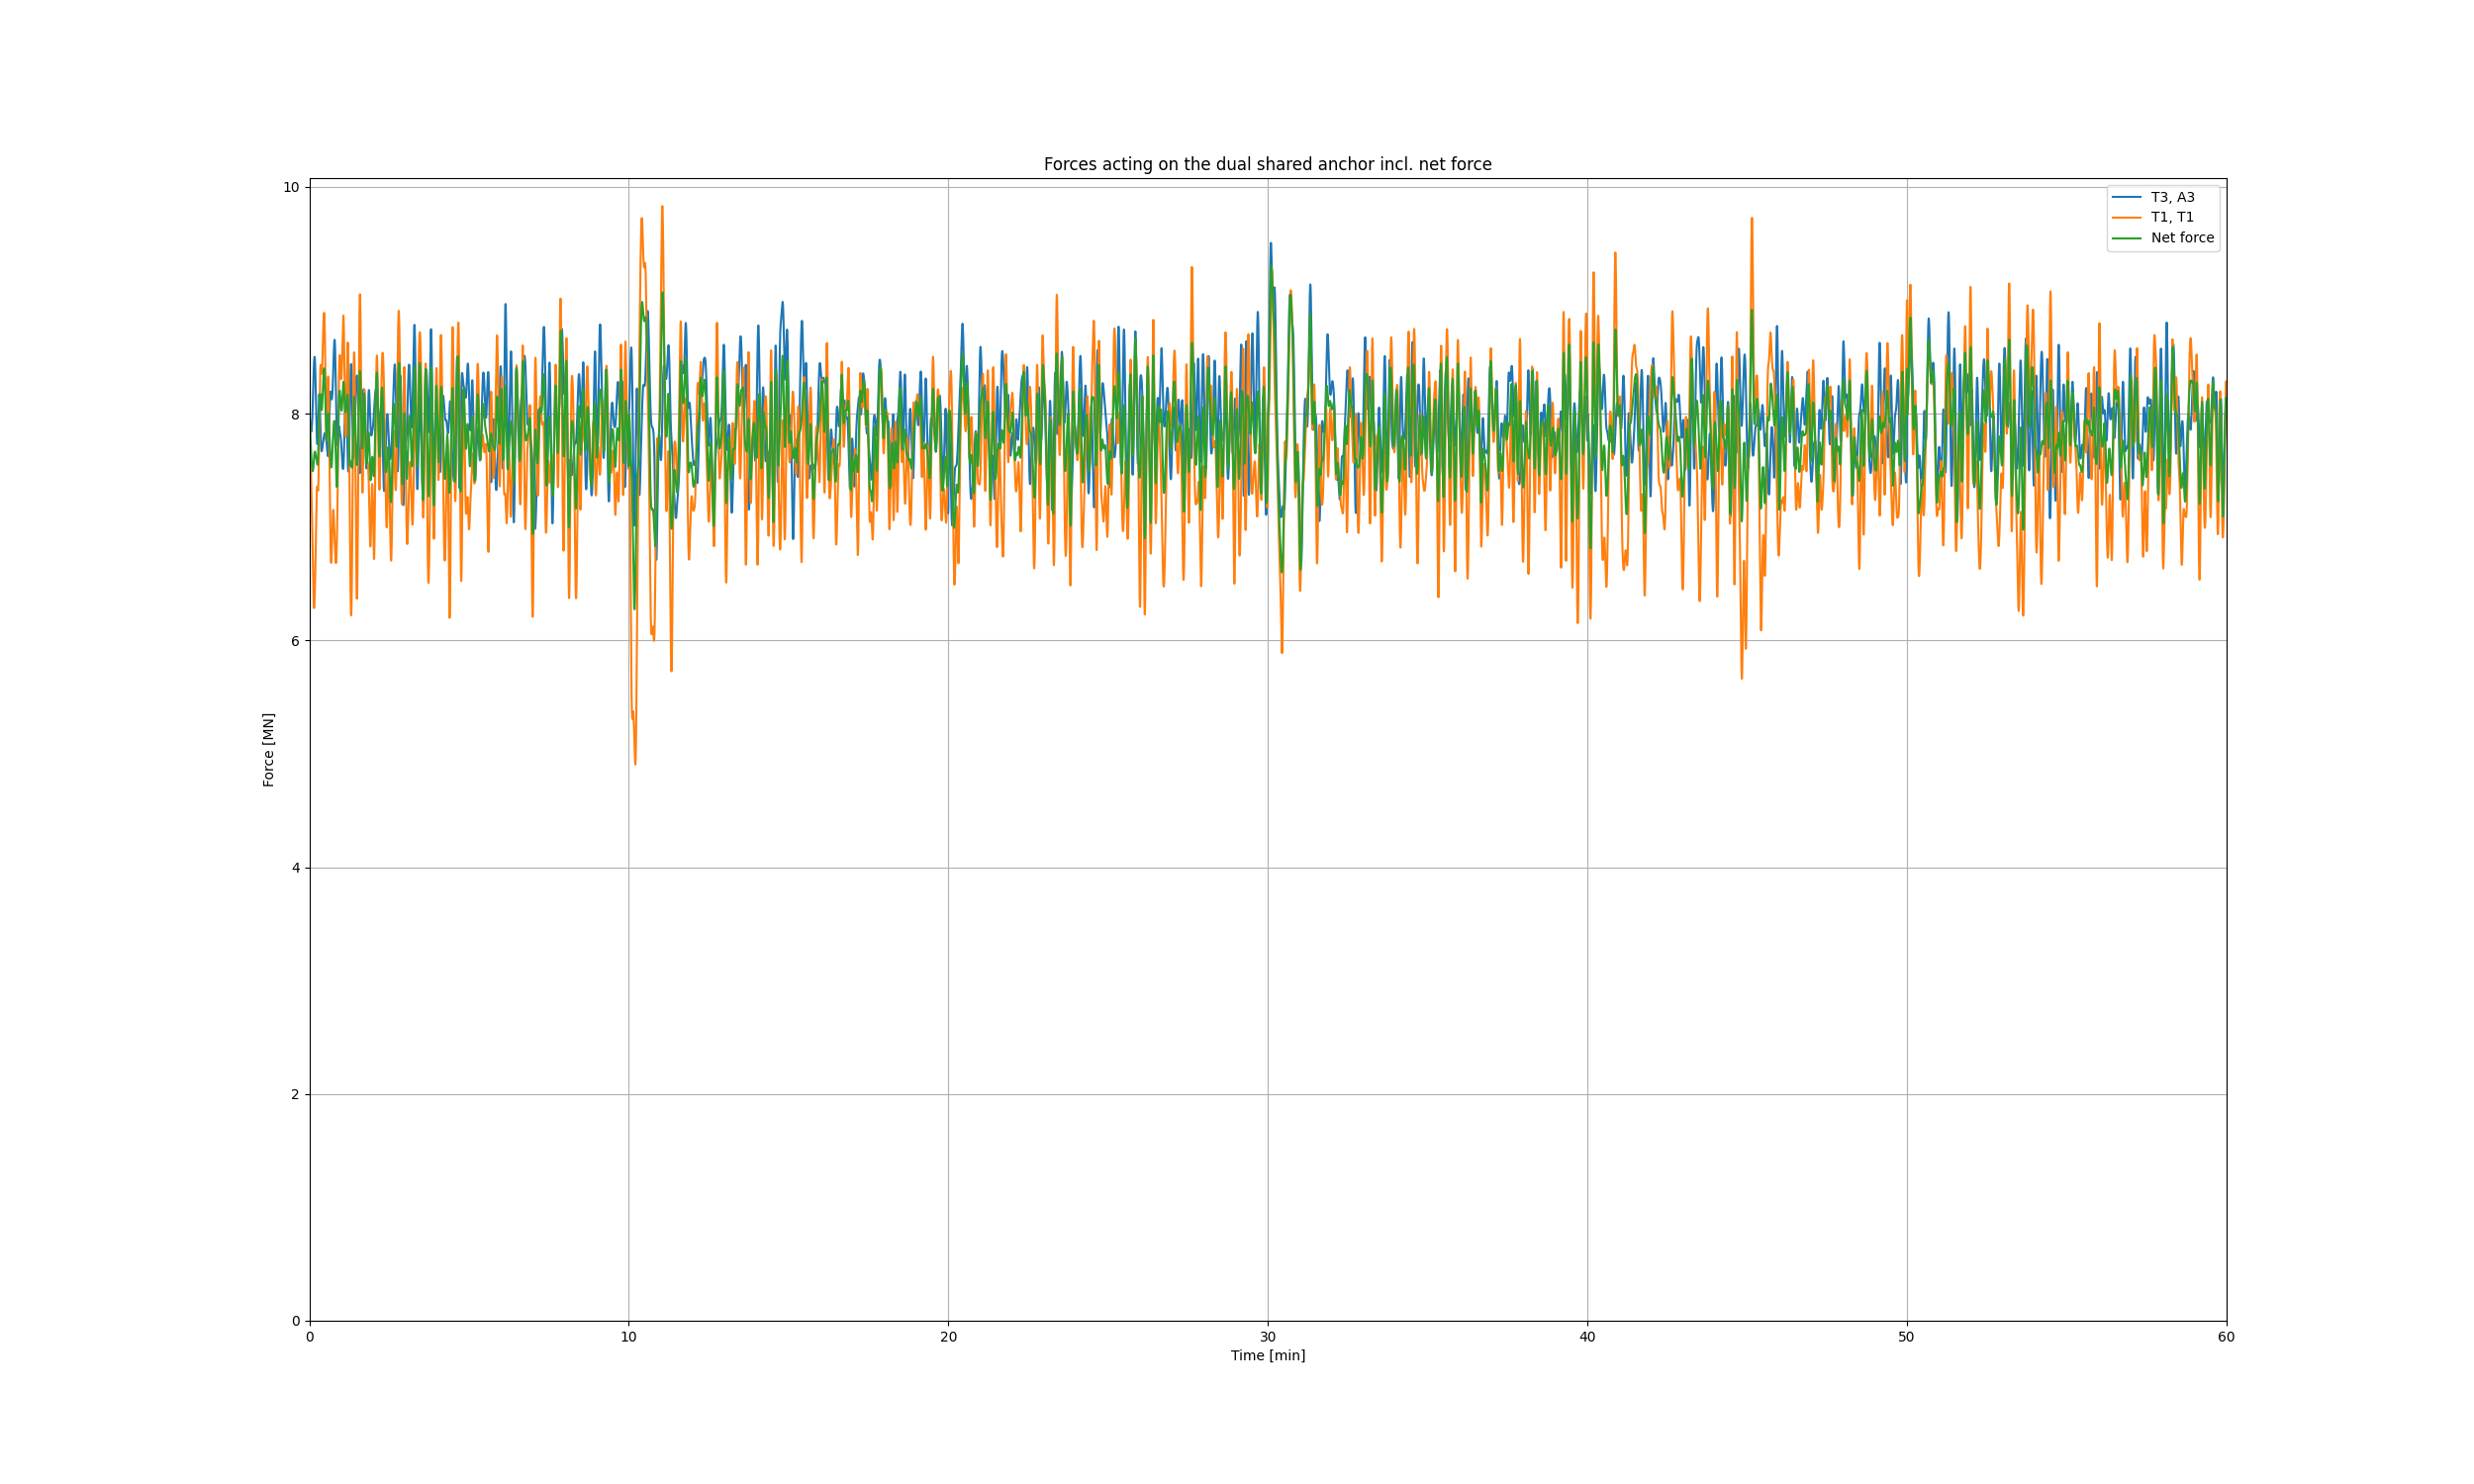 Forces acting on the dual shared anchor incl. net force
10
8
6
4
2
0
Force [MN]
T3, A3
T1, T1
Net force
0 10 20 30 40 50 60
Time [min]